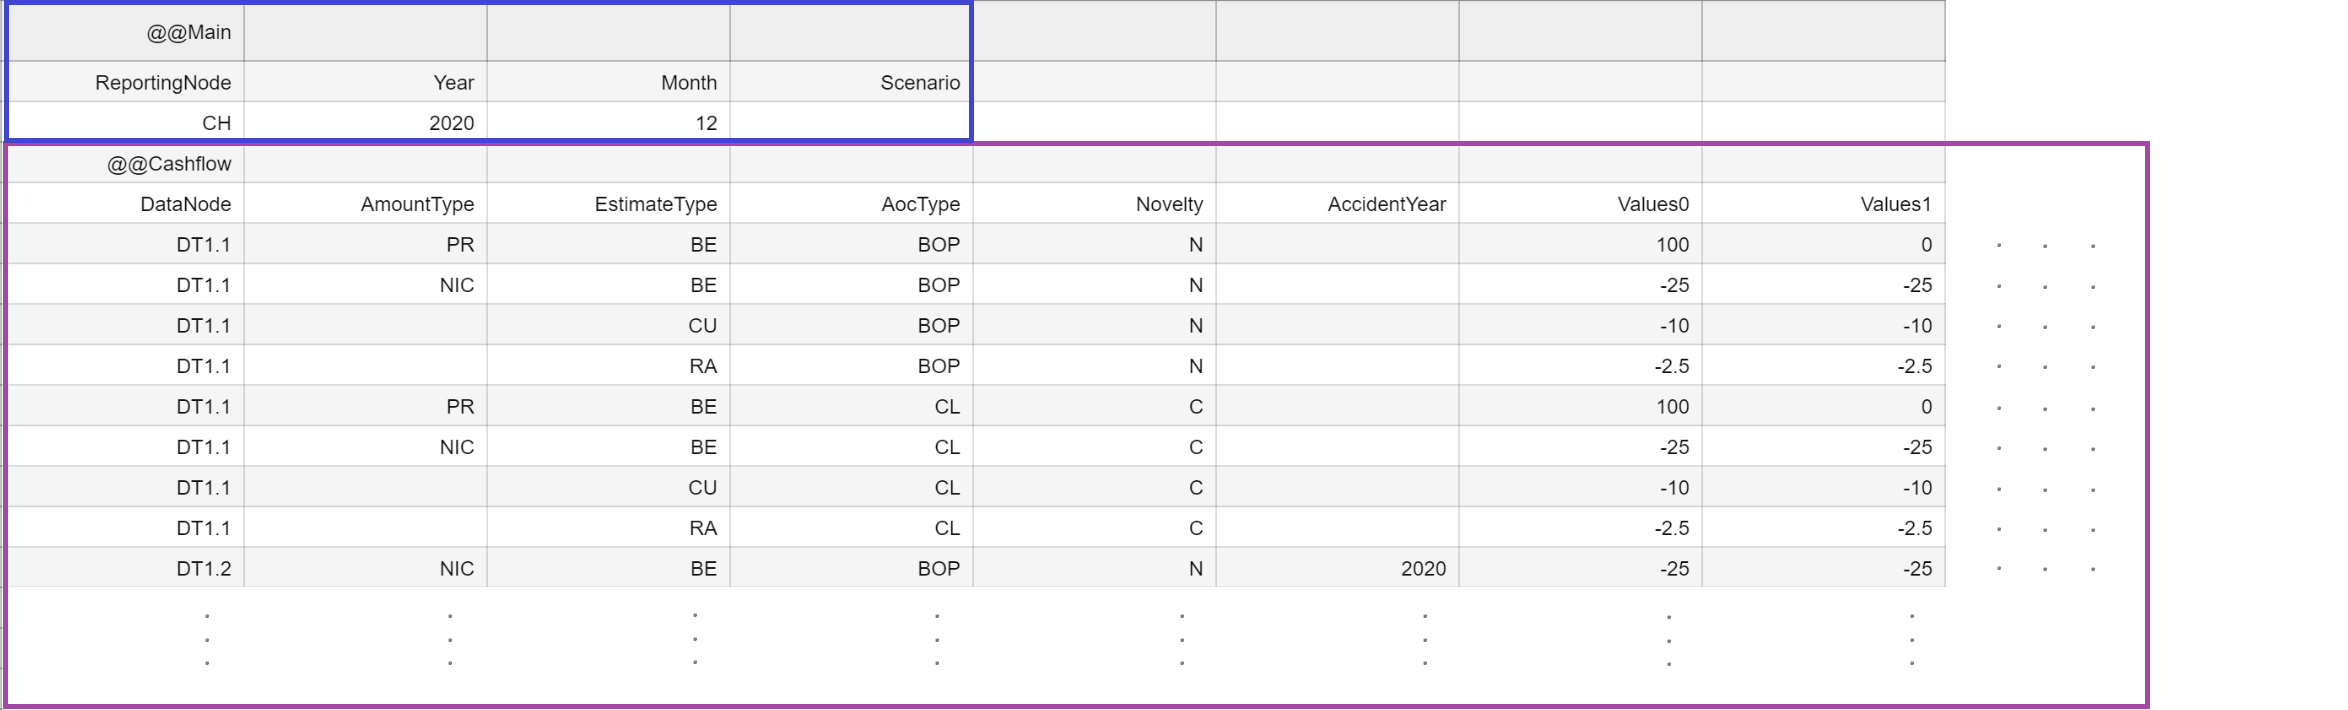 @@Main
ReportingNode Year Month Scenario
CH 2020 12
@@Cashflow
DataNode AmountType EstimateType AocType Novelty AccidentYear Values0 Values1
DT1.1 PR BE BOP N 100 0 . . .
DT1.1 NIC BE BOP N -25 -25 . . .
DT1.1 CU BOP N -10 -10 . . .
DT1.1 RA BOP N -2.5 -2.5 . . .
DT1.1 PR BE CL C 100 0 . . .
DT1.1 NIC BE CL C -25 -25 . . .
DT1.1 CU CL C -10 -10 . . .
DT1.1 RA CL C -2.5 -2.5 . . .
DT1.2 NIC BE BOP N 2020 -25 -25 . . .
. . . . . . . .
. . . . . . . .
. . . . . . . .